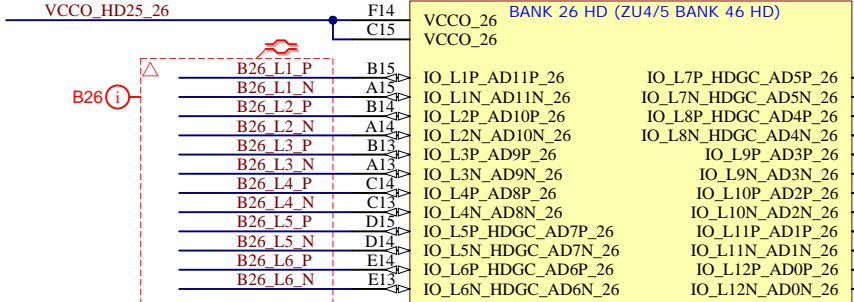 VCCO_HD25_26 F14 VCCO_26 BANK 26 HD (ZU4/5 BANK 46 HD)
C15 VCCO_26
B26_L1_P B15 IO_L1P_AD11P_26 IO_L7P_HDGC_AD5P_26
B26 i B26_L1_N A15 IO_L1N_AD11N_26 IO_L7N_HDGC_AD5N_26
B26_L2_P B14 IO_L2P_AD10P_26 IO_L8P_HDGC_AD4P_26
B26_L2_N A14 IO_L2N_AD10N_26 IO_L8N_HDGC_AD4N_26
B26_L3_P B13 IO_L3P_AD9P_26 IO_L9P_AD3P_26
B26_L3_N A13 IO_L3N_AD9N_26 IO_L9N_AD3N_26
B26_L4_P C14 IO_L4P_AD8P_26 IO_L10P_AD2P_26
B26_L4_N C13 IO_L4N_AD8N_26 IO_L10N_AD2N_26
B26_L5_P D15 IO_L5P_HDGC_AD7P_26 IO_L11P_AD1P_26
B26_L5_N D14 IO_L5N_HDGC_AD7N_26 IO_L11N_AD1N_26
B26_L6_P E14 IO_L6P_HDGC_AD6P_26 IO_L12P_AD0P_26
B26_L6_N E13 IO_L6N_HDGC_AD6N_26 IO_L12N_AD0N_26